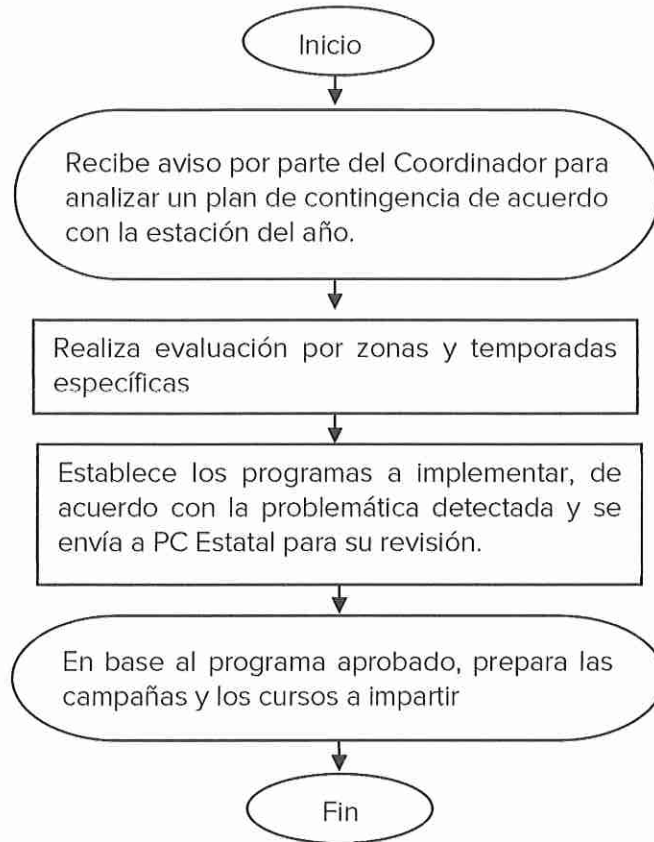 Inicio
Recibe aviso por parte del Coordinador para
analizar un plan de contingencia de acuerdo
con la estación del año.
Realiza evaluación por zonas y temporadas
específicas
Establece los programas a implementar, de
acuerdo con la problemática detectada y se
envía a PC Estatal para su revisión.
En base al programa aprobado, prepara las
campañas y los cursos a impartir
Fin